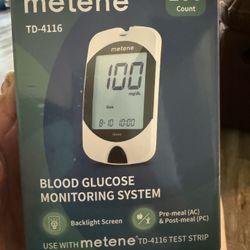 metene
TD-4116
Count
metene
100
mg/dL
8-10 10:00
BLOOD GLUCOSE
MONITORING SYSTEM
Backlight Screen
Pre-meal (AC)
& Post-meal (PC)
USE WITH metene TD-4116 TEST STRIP